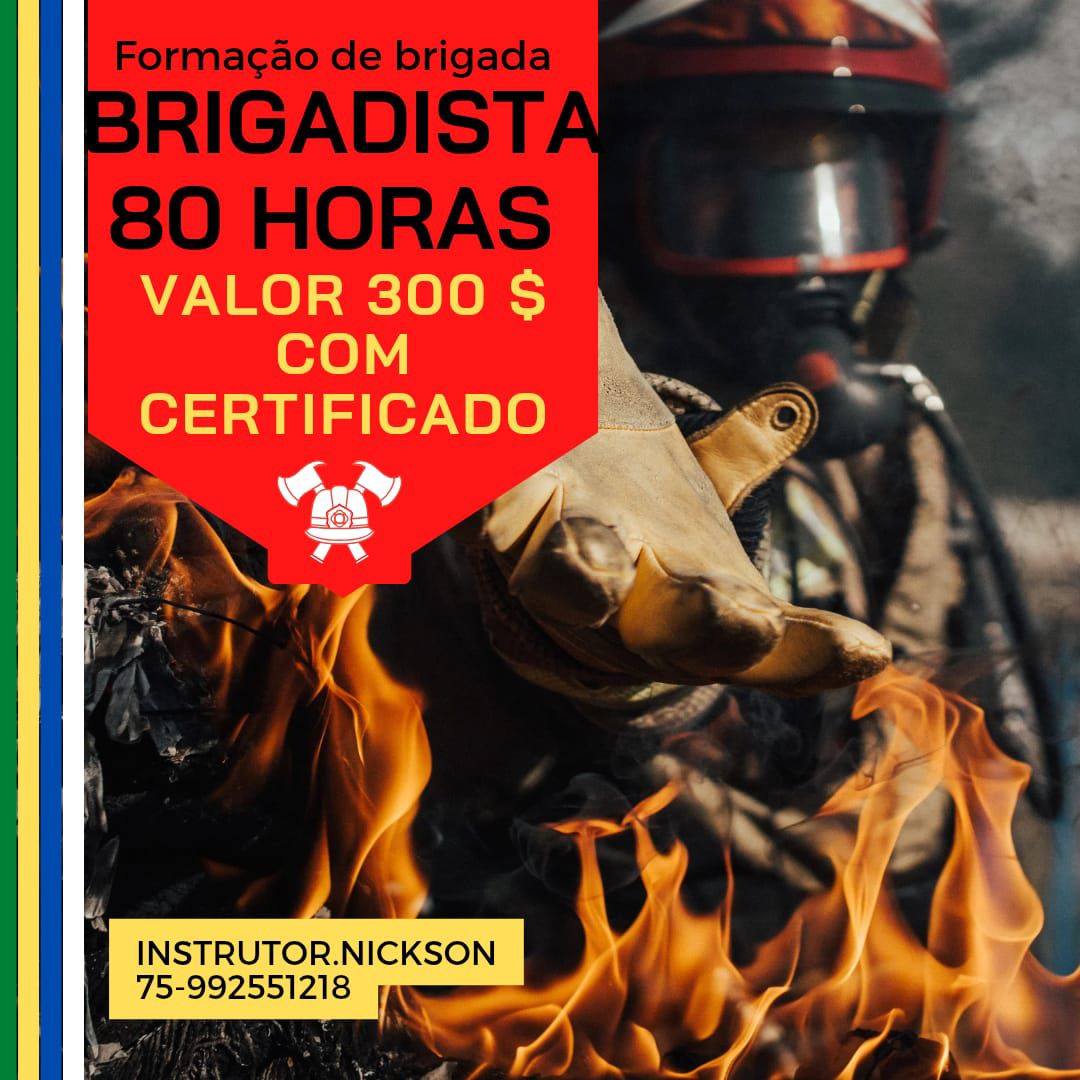 Formação de brigada
BRIGADISTA
80 HORAS
VALOR 300 $
COM
CERTIFICADO
INSTRUTOR.NICKSON
75-992551218